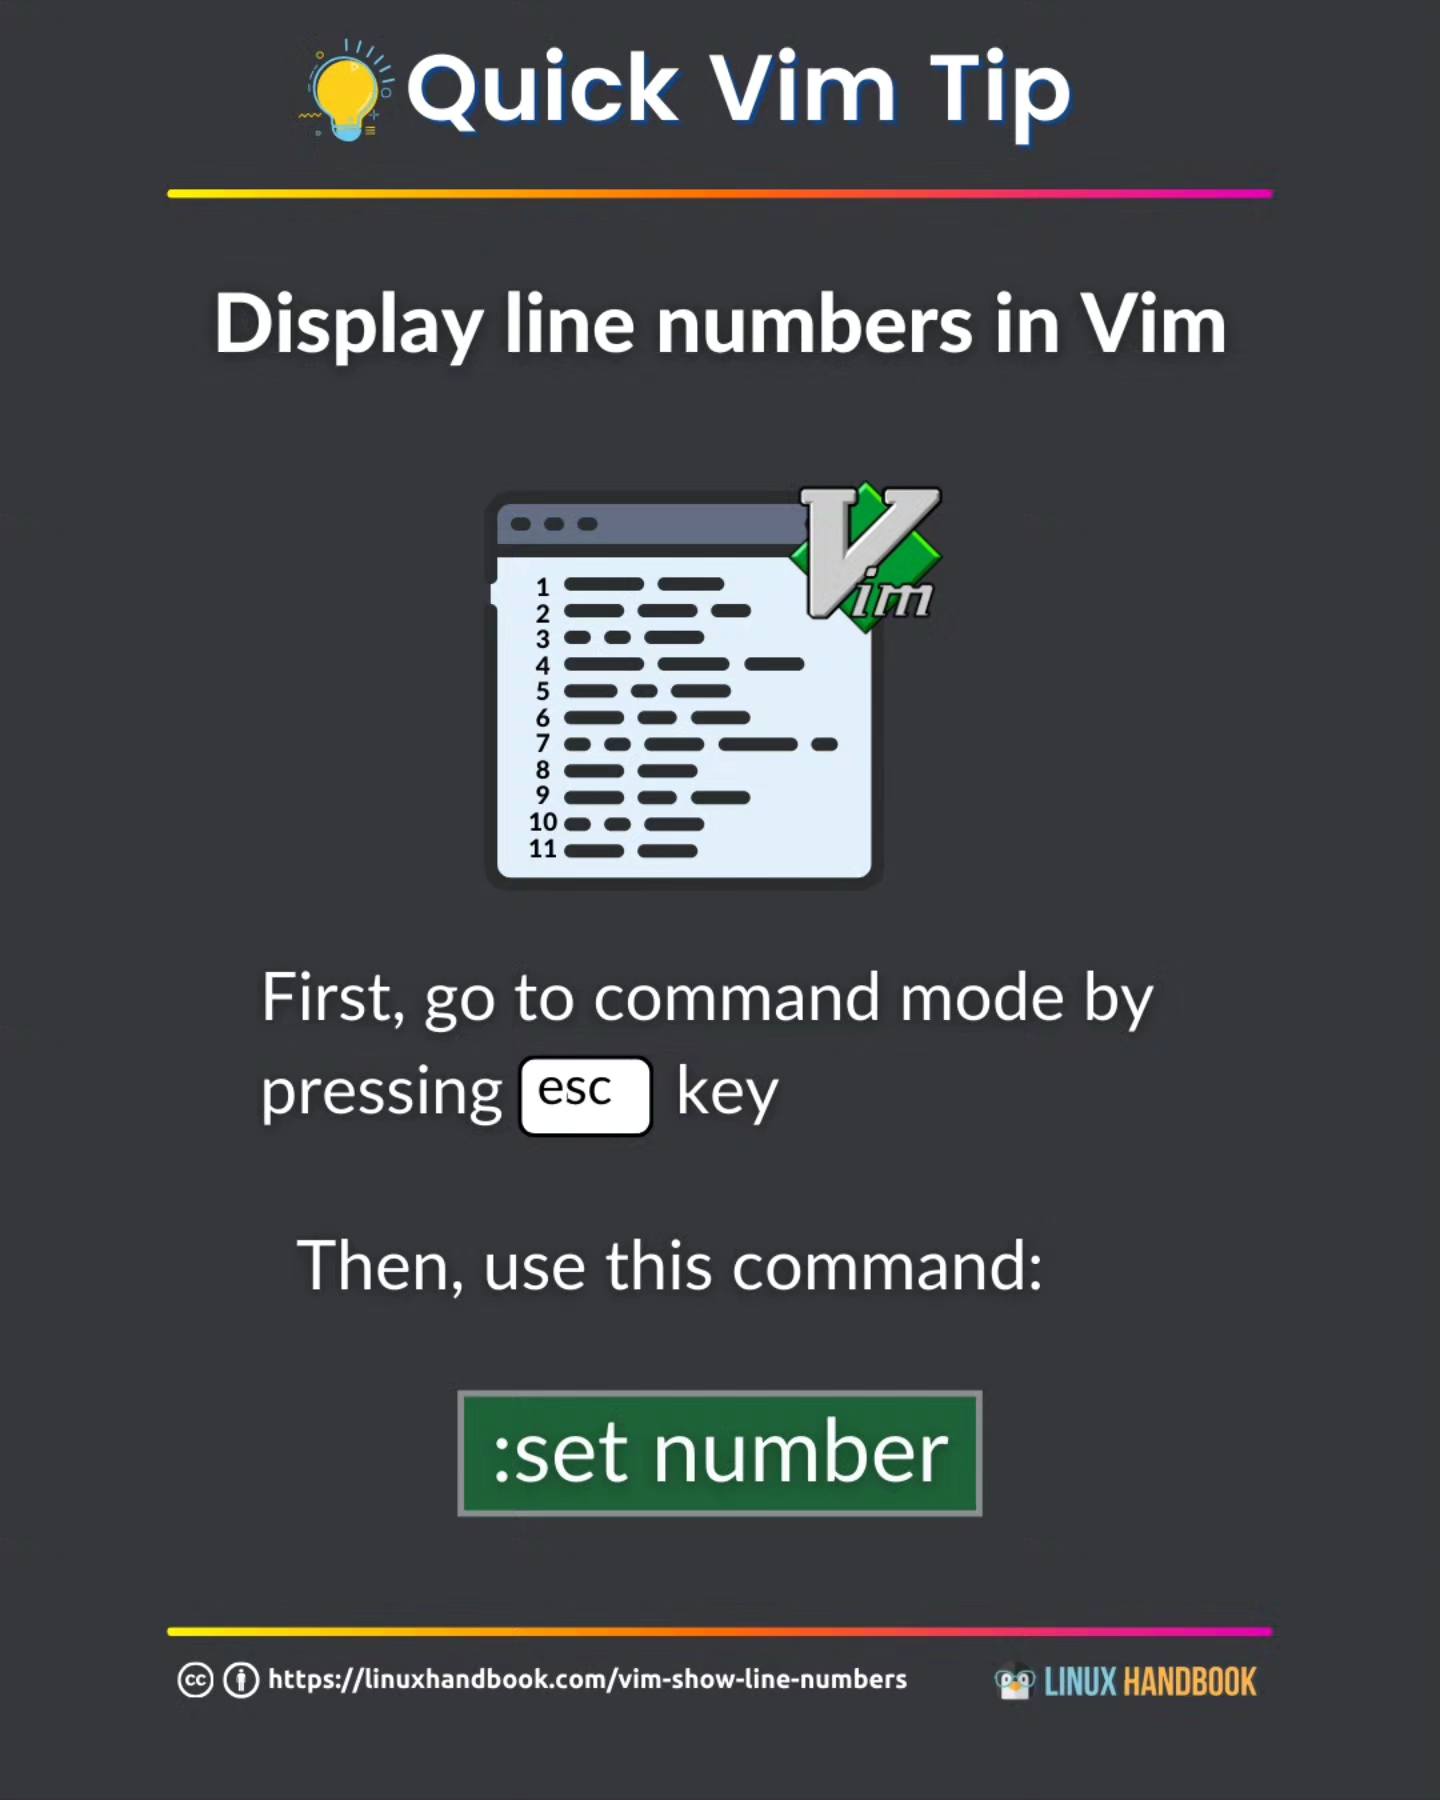 Quick Vim Tip
Display line numbers in Vim
Vim
1
2
3
4
5
6
7
8
9
10
11
First, go to command mode by
pressing esc key
Then, use this command:
:set number
cc https://linuxhandbook.com/vim-show-line-numbers LINUX HANDBOOK